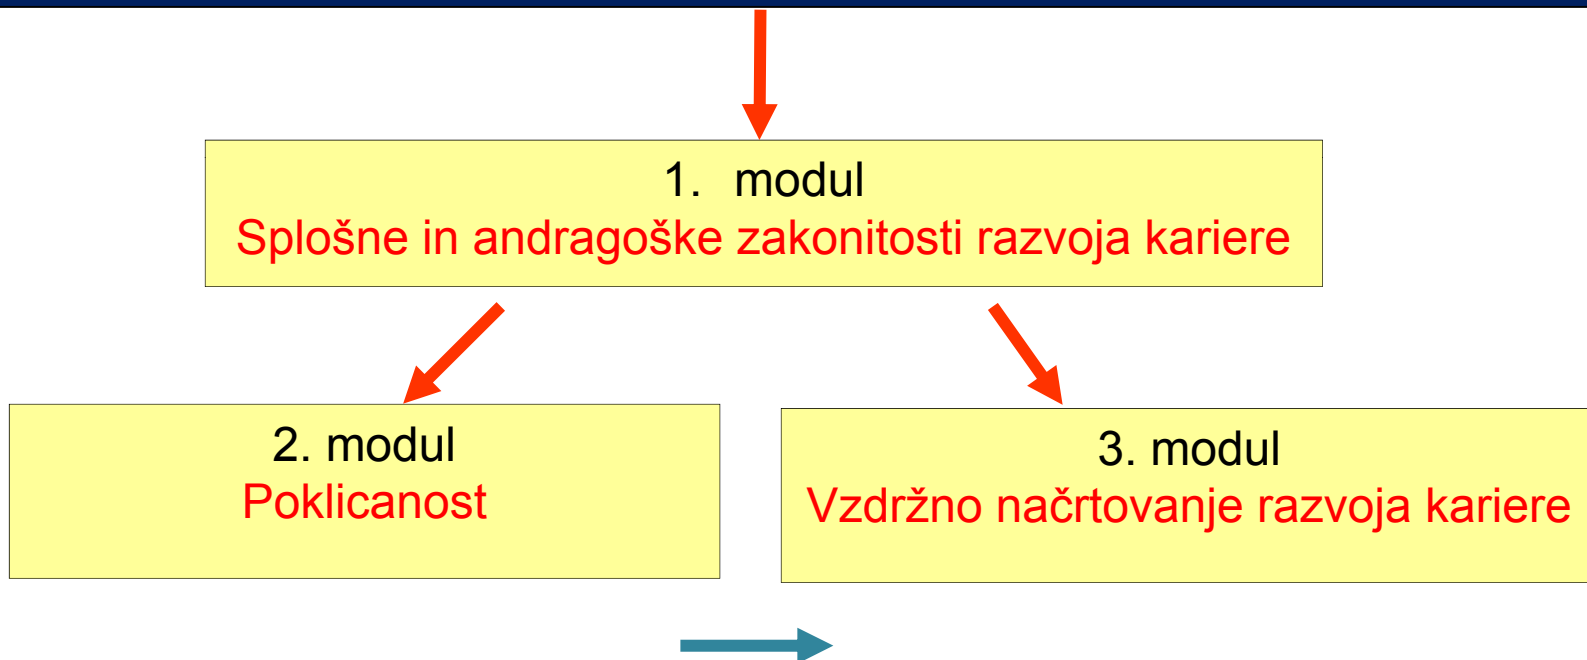 1. modul
Splošne in andragoške zakonitosti razvoja kariere
2. modul
Poklicanost
3. modul
Vzdržno načrtovanje razvoja kariere